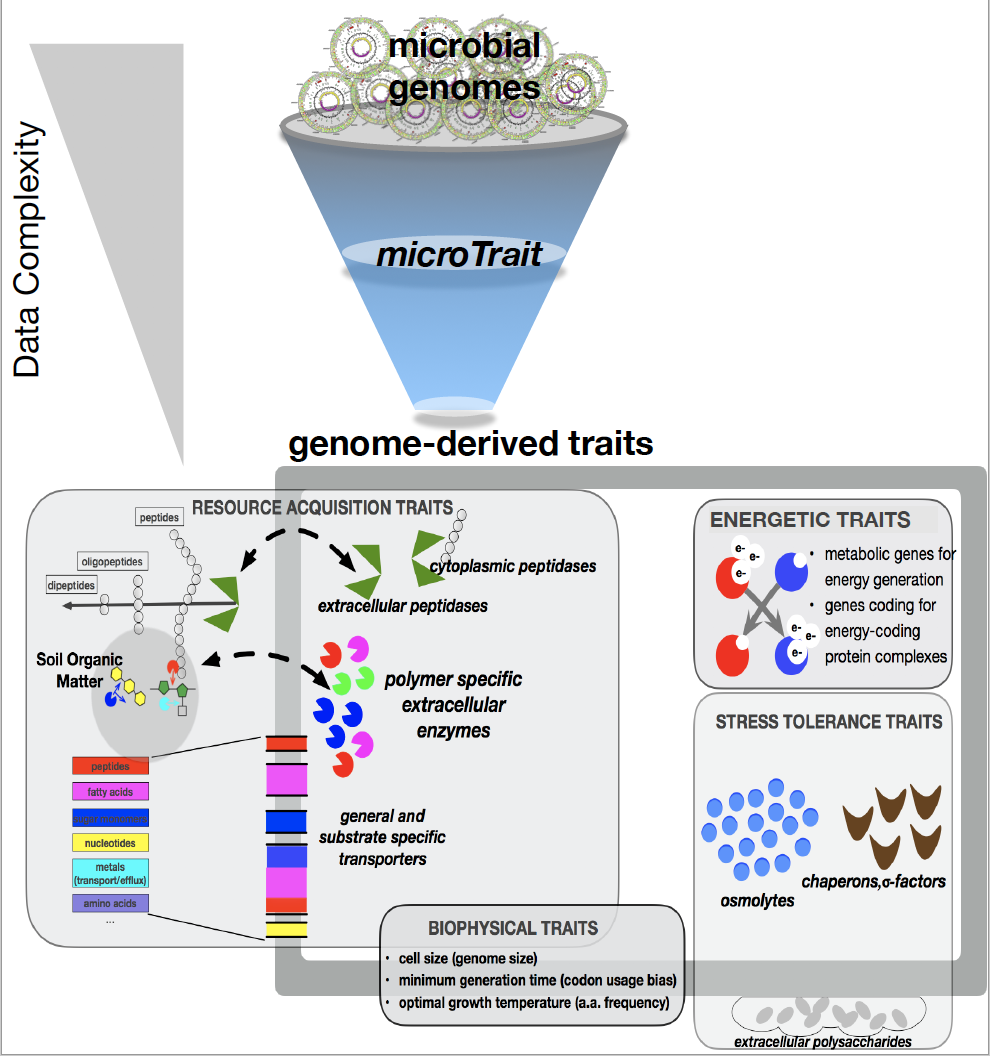 microbial
genomes
Data Complexity
microTrait
genome-derived traits
RESOURCE ACQUISITION TRAITS
peptides
oligopeptides
dipeptides
cytoplasmic peptidases
extracellular peptidases
Soil Organic
Matter
polymer specific
extracellular
enzymes
peptides
fatty acids
nucleotides
metals
(transport/efflux)
amino acids
...
general and
substrate specific
transporters
ENERGETIC TRAITS
e-
e-
e-
e-
e-
e-
• metabolic genes for
energy generation
• genes coding for
energy-coding
protein complexes
STRESS TOLERANCE TRAITS
osmolytes
chaperons,σ-factors
extracellular polysaccharides
BIOPHYSICAL TRAITS
• cell size (genome size)
• minimum generation time (codon usage bias)
• optimal growth temperature (a.a. frequency)